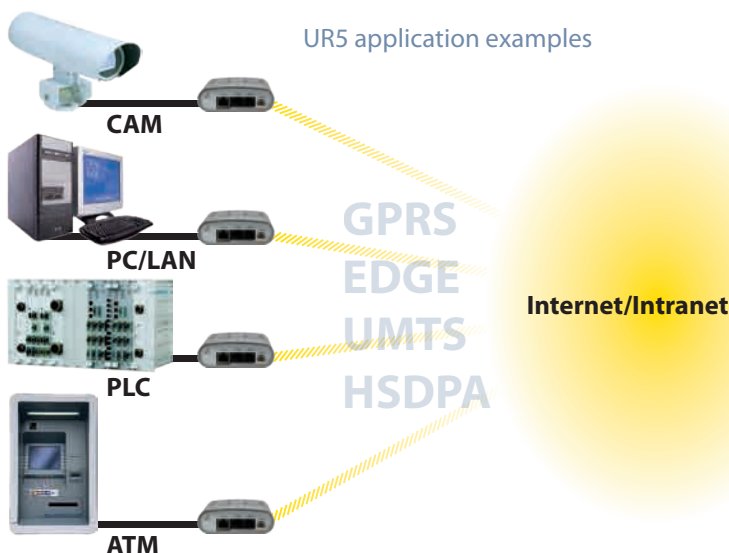 UR5 application examples
CAM
PC/LAN
PLC
ATM
GPRS
EDGE
UMTS
HSDPA
Internet/Intranet